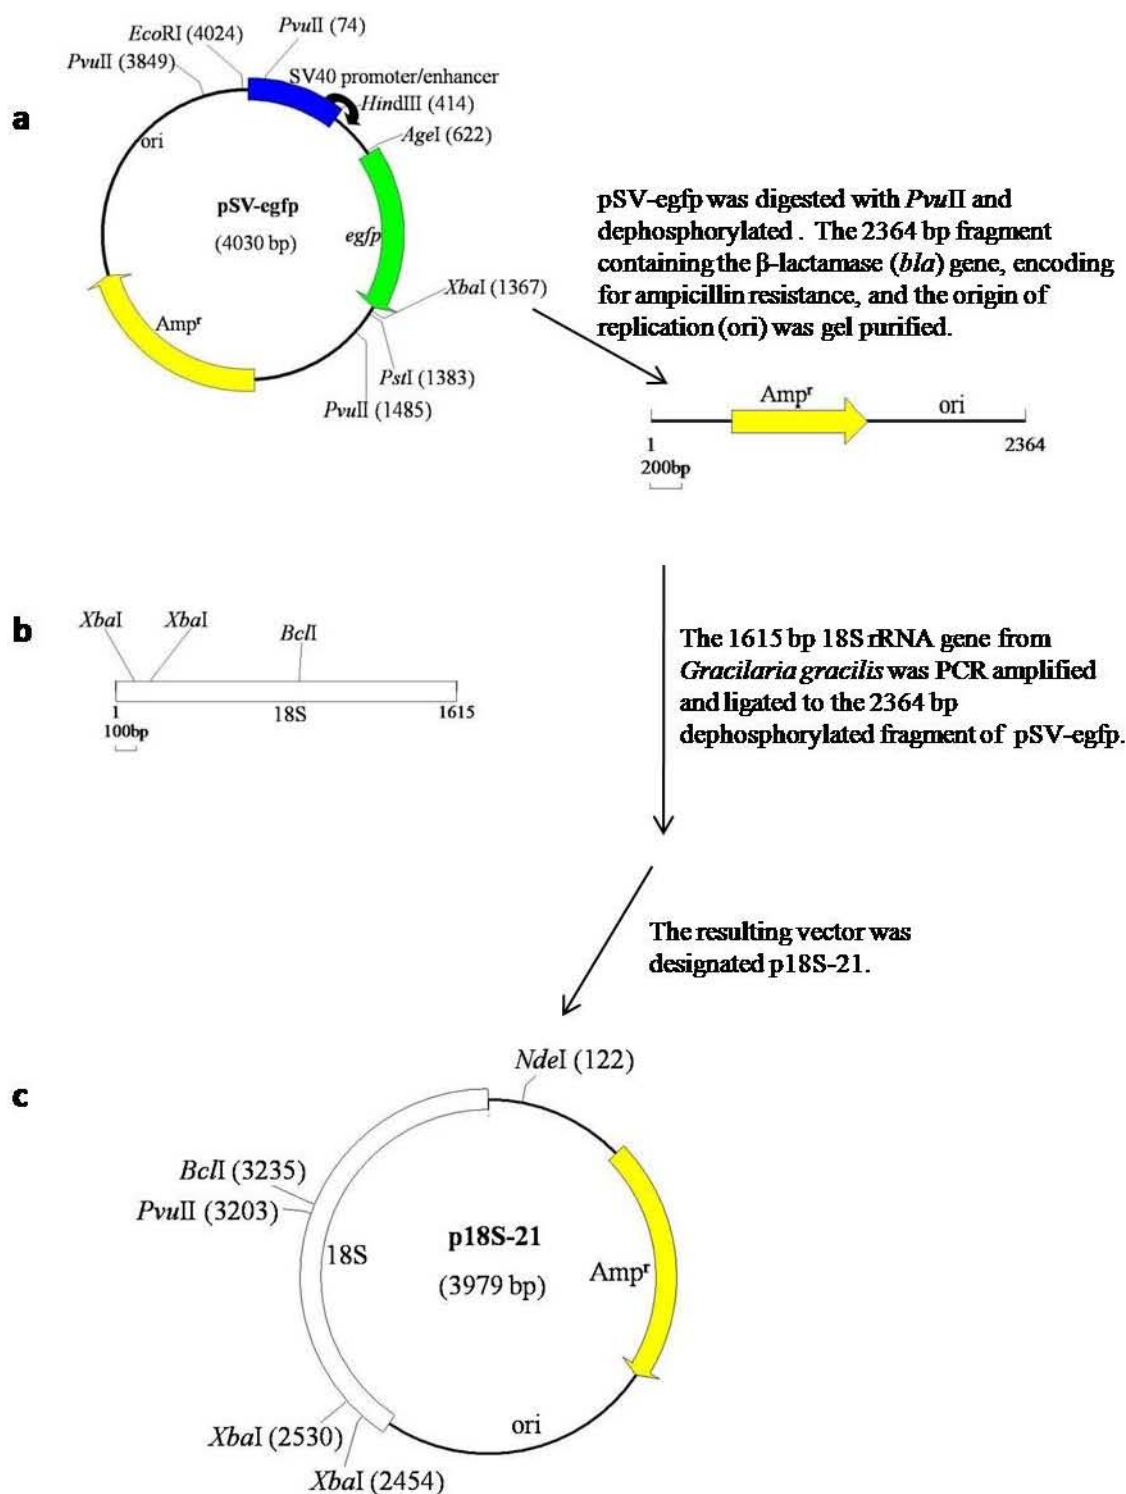 a
EcoRI (4024)
PvuII (74)
PvuII (3849)
SV40 promoter/enhancer
HindIII (414)
AgeI (622)
ori
pSV-egfp
(4030 bp)
egfp
XbaI (1367)
Ampr
PstI (1383)
PvuII (1485)
pSV-egfp was digested with PvuII and
dephosphorylated . The 2364 bp fragment
containing the β-lactamase (bla) gene, encoding
for ampicillin resistance, and the origin of
replication (ori) was gel purified.
Ampr
ori
1
2364
200bp
b
XbaI
XbaI
BclI
1
18S
1615
100bp
The 1615 bp 18S rRNA gene from
Gracilaria gracilis was PCR amplified
and ligated to the 2364 bp
dephosphorylated fragment of pSV-egfp.
The resulting vector was
designated p18S-21.
c
NdeI (122)
BclI (3235)
PvuII (3203)
18S
p18S-21
(3979 bp)
Ampr
ori
XbaI (2530)
XbaI (2454)